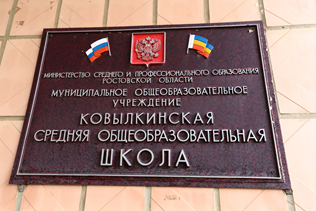 МИНИСТЕРСТВО СРЕДНЕГО И ПРОФЕССИОНАЛЬНОГО ОБРАЗОВАНИЯ
РОСТОВСКОЙ ОБЛАСТИ
МУНИЦИПАЛЬНОЕ ОБЩЕОБРАЗОВАТЕЛЬНОЕ
УЧРЕЖДЕНИЕ
КОВЫЛКИНСКАЯ
СРЕДНЯЯ ОБЩЕОБРАЗОВАТЕЛЬНАЯ
ШКОЛА